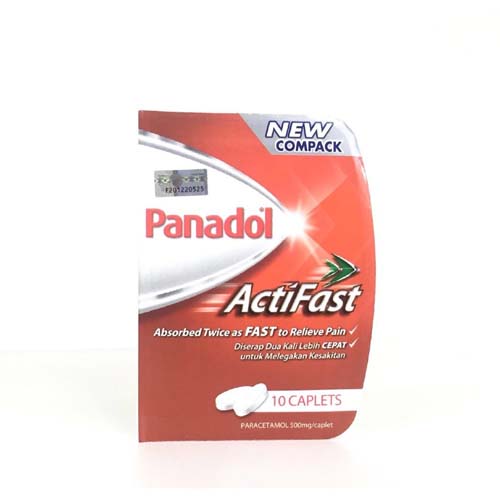 NEW
COMPACK
F201220525
Panadol
ActiFast
Absorbed Twice as FAST to Relieve Pain
Diserap Dua Kali Lebih CEPAT
untuk Melegakan Kesakitan
10 CAPLETS
PARACETAMOL 500mg/caplet